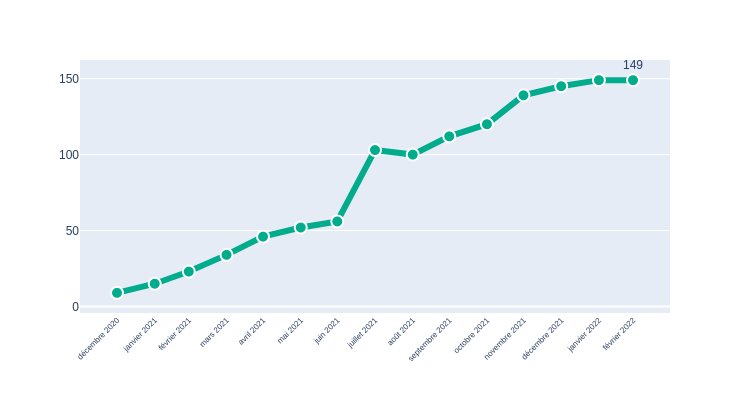 149
150
100
50
0
décembre 2020
janvier 2021
février 2021
mars 2021
avril 2021
mai 2021
juin 2021
juillet 2021
août 2021
septembre 2021
octobre 2021
novembre 2021
décembre 2021
janvier 2022
février 2022